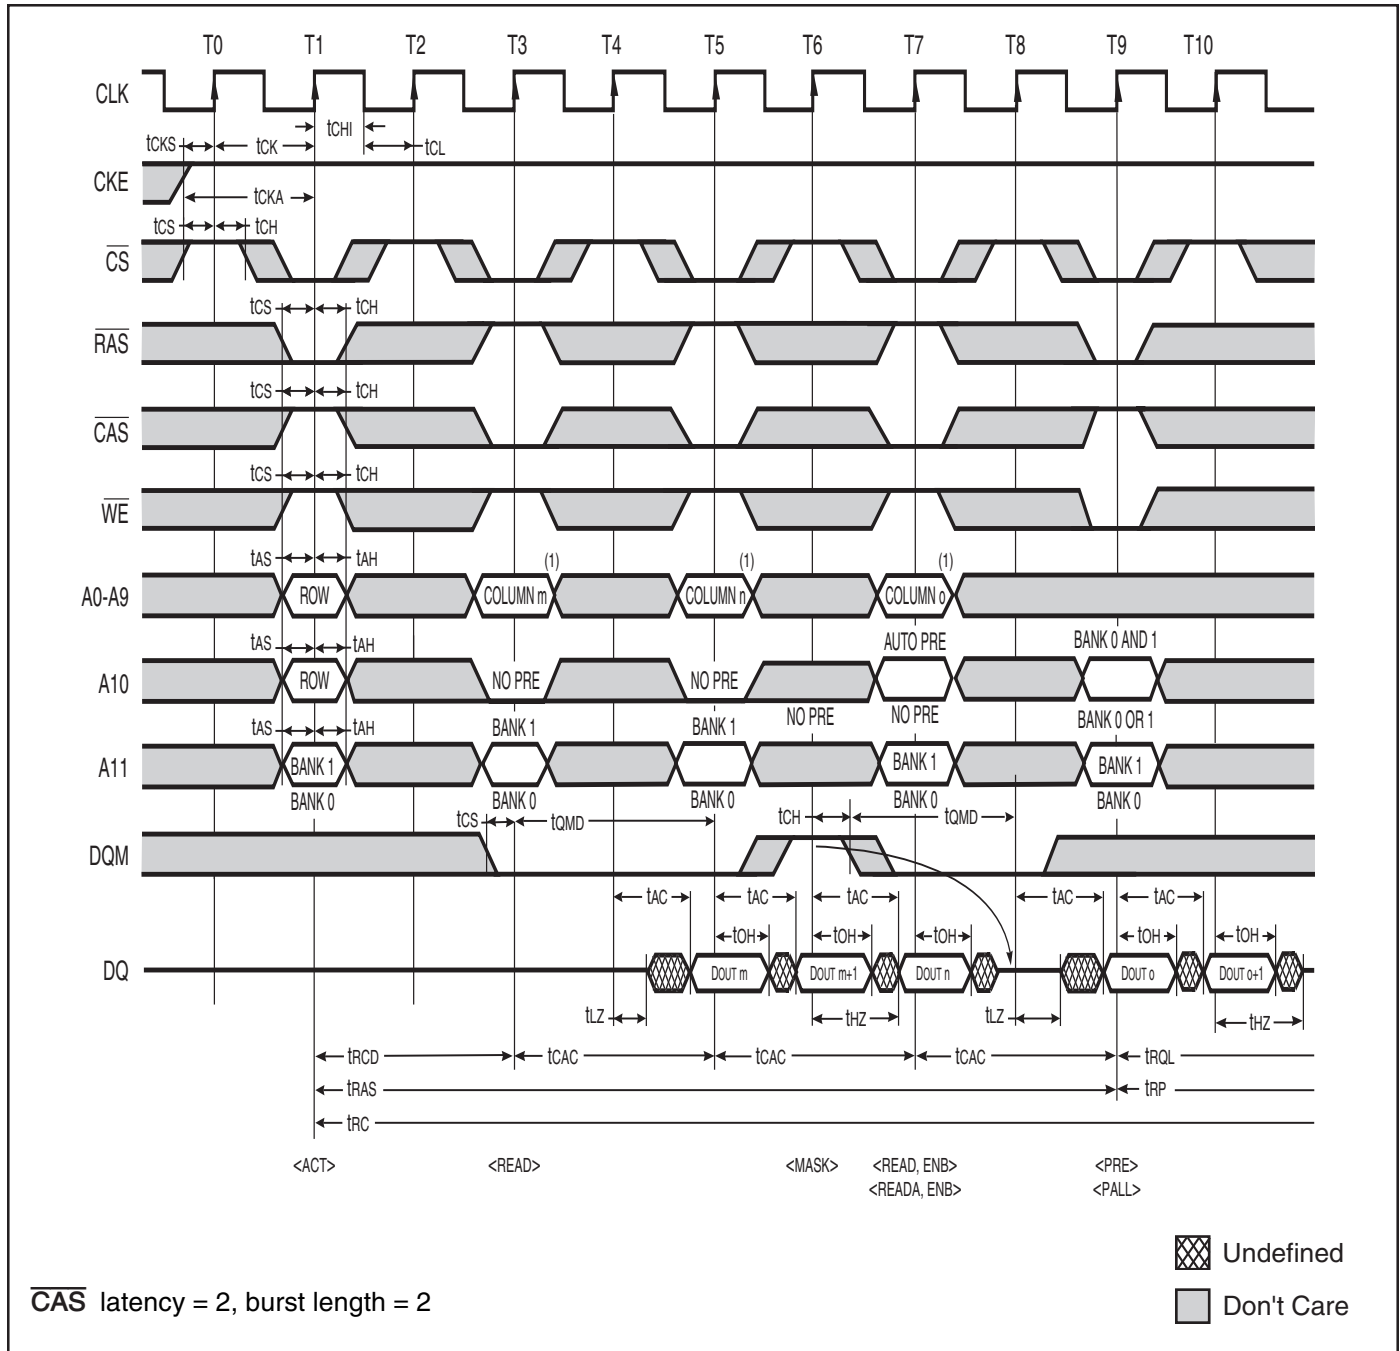 T0 T1 T2 T3 T4 T5 T6 T7 T8 T9 T10
CLK
tCHI
tCKS tCK tCL
CKE
tCKA
tCS tCH
CS
tCS tCH
RAS
tCS tCH
CAS
tCS tCH
WE
tAS tAH (1) (1) (1)
A0-A9 ROW COLUMN m COLUMN n COLUMN o
tAS tAH AUTO PRE BANK 0 AND 1
A10 ROW NO PRE NO PRE
NO PRE NO PRE BANK 0 OR 1
tAS tAH BANK 1 BANK 1
A11 BANK 1 BANK 1 BANK 1
BANK 0 BANK 0 BANK 0 BANK 0 BANK 0
tCS tQMD tCH tQMD
DQM
tAC tAC tAC tAC tAC
tOH tOH tOH tOH tOH
DQ DOUT m DOUT m+1 DOUT n DOUT o DOUT o+1
tLZ tHZ tLZ tHZ
tRCD tCAC tCAC tCAC tRQL
tRAS tRP
tRC
<ACT> <READ> <MASK> <READ, ENB> <PRE>
<READA, ENB> <PALL>
Undefined
CAS latency = 2, burst length = 2
Don't Care